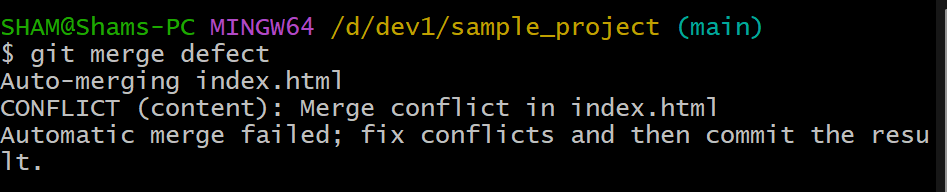 SHAM@Shams-PC MINGW64 /d/dev1/sample_project (main)
$ git merge defect
Auto-merging index.html
CONFLICT (content): Merge conflict in index.html
Automatic merge failed; fix conflicts and then commit the resu
lt.